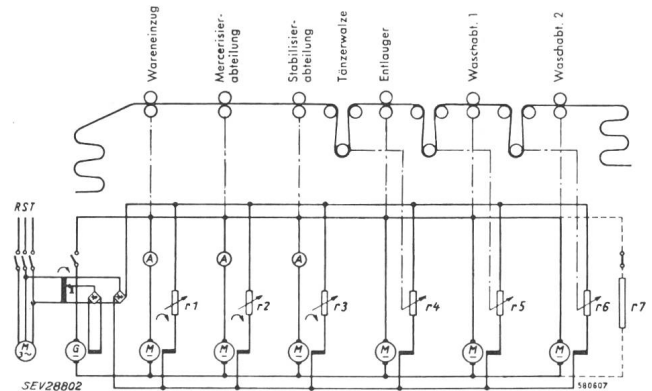 Wareneinzug
Mercerisier-
abteilung
Stabilisier-
abteilung
Tänzerwalze
Entlauger
Waschabt. 1
Waschabt. 2
R S T
A
A
A
r1
r2
r3
r4
r5
r6
r7
M
3~
G
M
M
M
M
M
M
SEV28802
580607